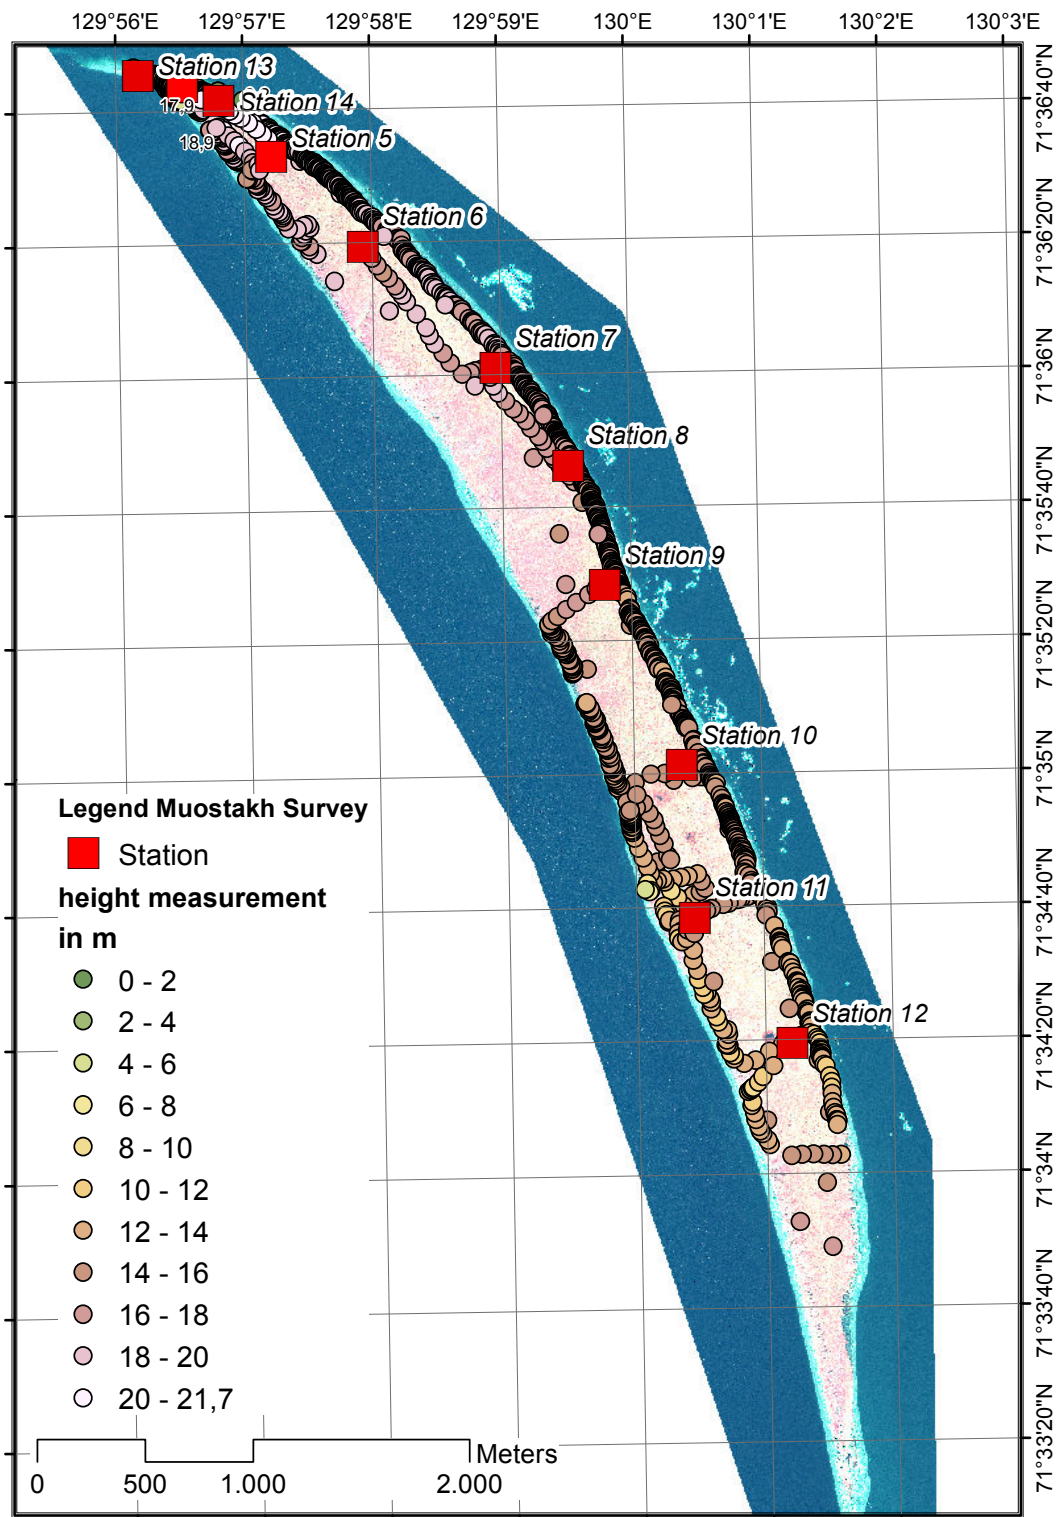 129°56'E 129°57'E 129°58'E 129°59'E 130°E 130°1'E 130°2'E 130°3'E
Station 13
17,9
Station 14
18,9
Station 5
Station 6
Station 7
Station 8
Station 9
Station 10
Station 11
Station 12
71°36'40"N
71°36'20"N
71°36'N
71°35'40"N
71°35'20"N
71°35'N
71°34'40"N
71°34'20"N
71°34'N
71°33'40"N
71°33'20"N
Legend Muostakh Survey
Station
height measurement
in m
0 - 2
2 - 4
4 - 6
6 - 8
8 - 10
10 - 12
12 - 14
14 - 16
16 - 18
18 - 20
20 - 21,7
Meters
0 500 1.000 2.000